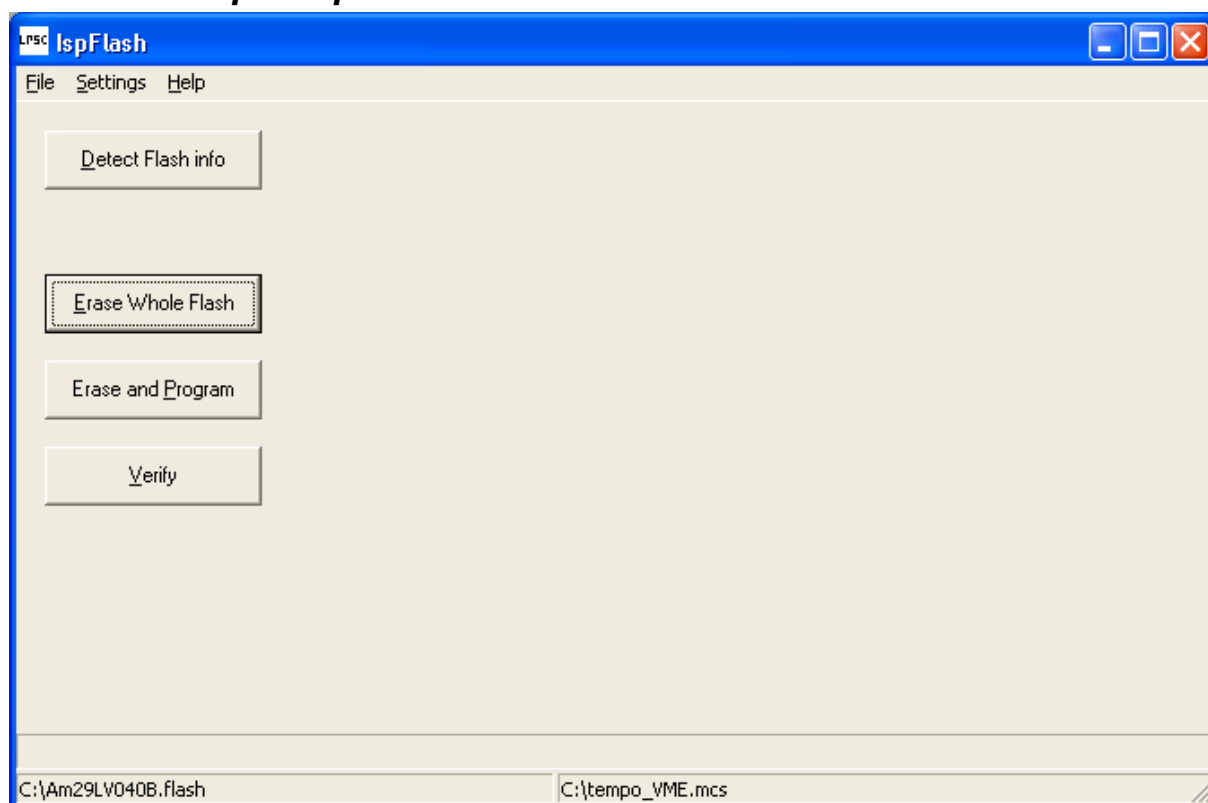 LPSC IspFlash
File Settings Help
Detect Flash info
Erase Whole Flash
Erase and Program
Verify
C:\Am29LV040B.flash C:\tempo_VME.mcs